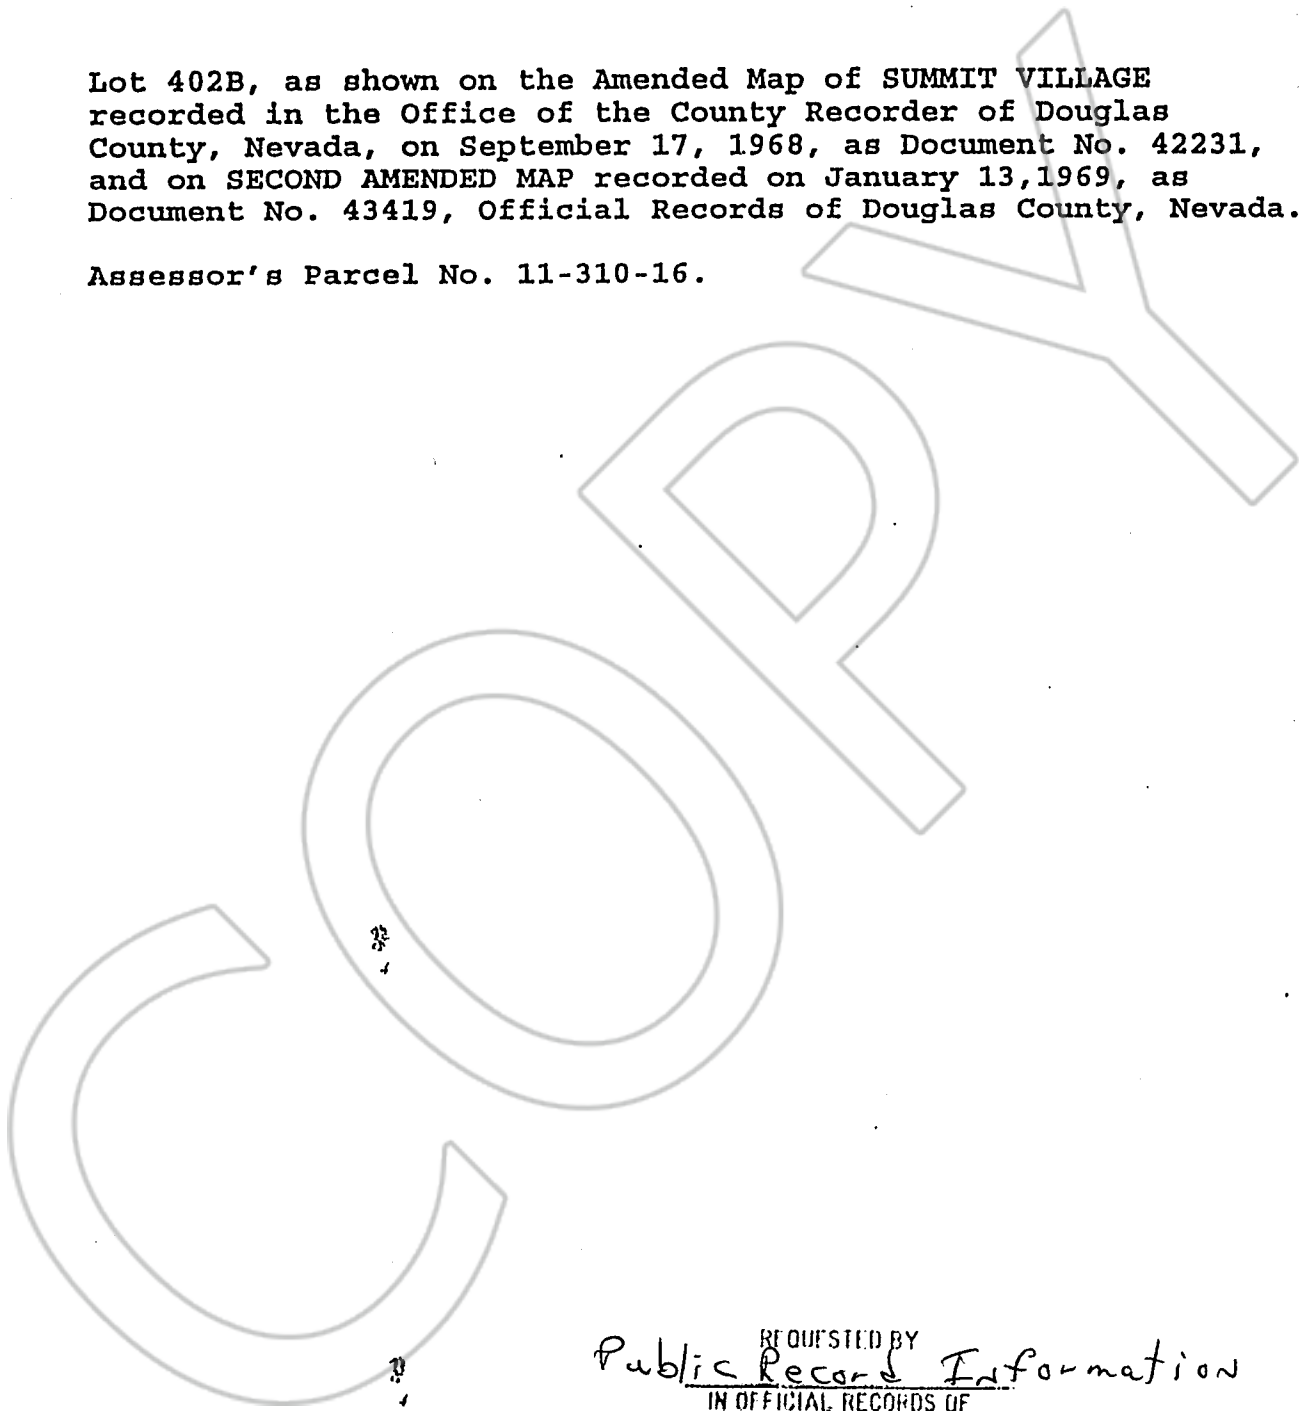 Lot 402B, as shown on the Amended Map of SUMMIT VILLAGE
recorded in the Office of the County Recorder of Douglas
County, Nevada, on September 17, 1968, as Document No. 42231,
and on SECOND AMENDED MAP recorded on January 13,1969, as
Document No. 43419, Official Records of Douglas County, Nevada.
Assessor's Parcel No. 11-310-16.
COPY
REQUESTED BY
Public Record Information
IN OFFICIAL RECORDS OF